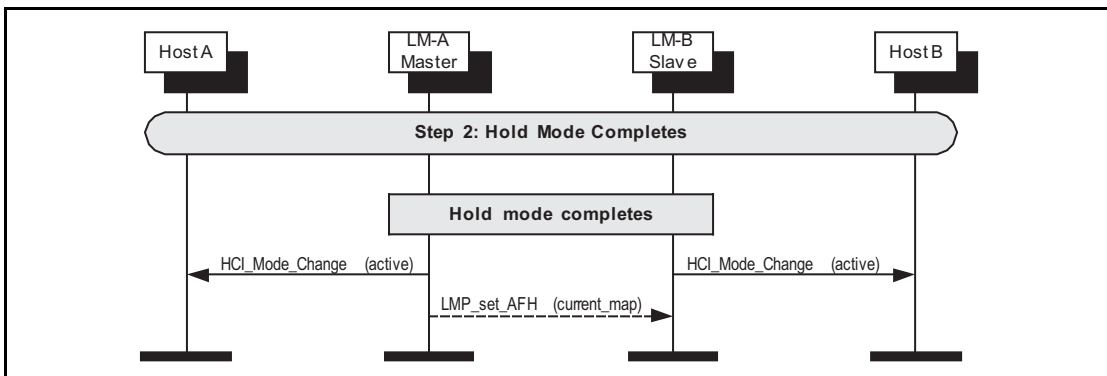 Host A
LM-A
Master
LM-B
Slave
Host B
Step 2: Hold Mode Completes
Hold mode completes
HCI_Mode_Change (active)
HCI_Mode_Change (active)
LMP_set_AFH (current_map)